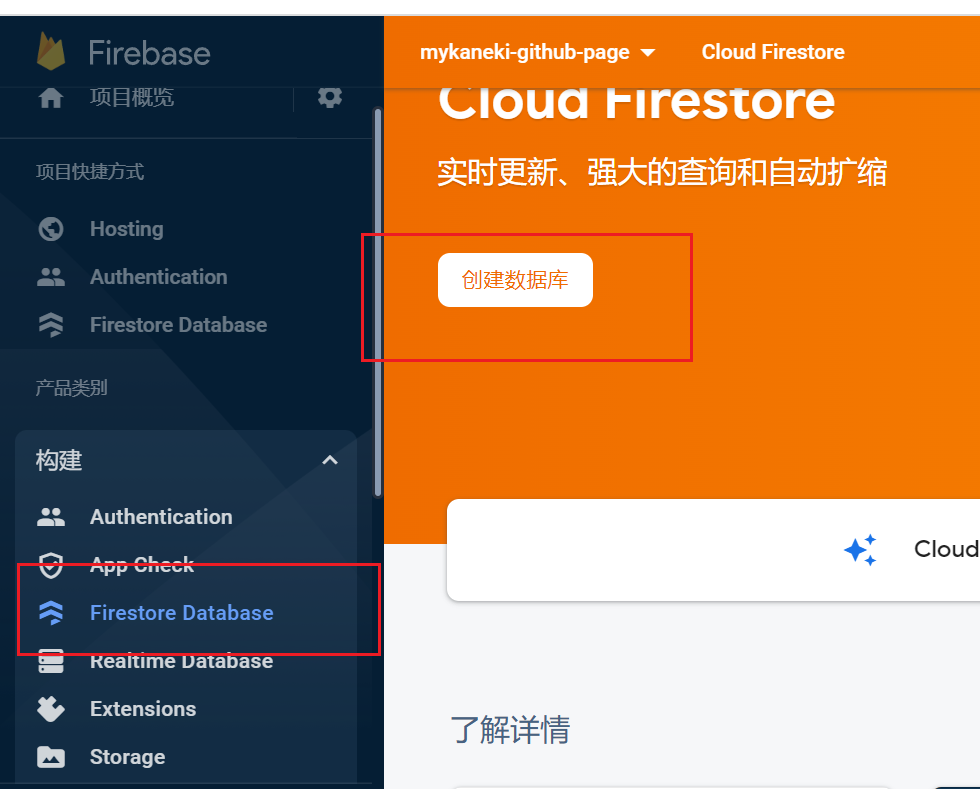 Firebase
项目概览
项目快捷方式
Hosting
Authentication
Firestore Database
产品类别
构建
Authentication
App Check
Firestore Database
Realtime Database
Extensions
Storage
mykaneki-github-page
Cloud Firestore
Cloud Firestore
实时更新、强大的查询和自动扩缩
创建数据库
Cloud
了解详情